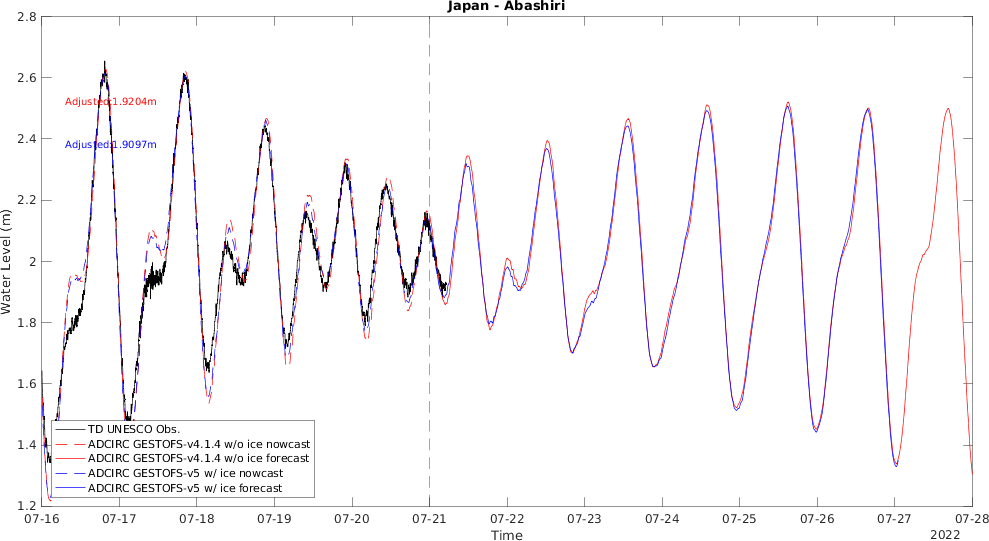 Japan - Abashiri
2.8
2.6
2.4
2.2
2
1.8
1.6
1.4
1.2
Water Level (m)
Adjusted:1.9204m
Adjusted:1.9097m
TD UNESCO Obs.
ADCIRC GESTOFS-v4.1.4 w/o ice nowcast
ADCIRC GESTOFS-v4.1.4 w/o ice forecast
ADCIRC GESTOFS-v5 w/ ice nowcast
ADCIRC GESTOFS-v5 w/ ice forecast
07-16 07-17 07-18 07-19 07-20 07-21 07-22 07-23 07-24 07-25 07-26 07-27 07-28
Time
2022